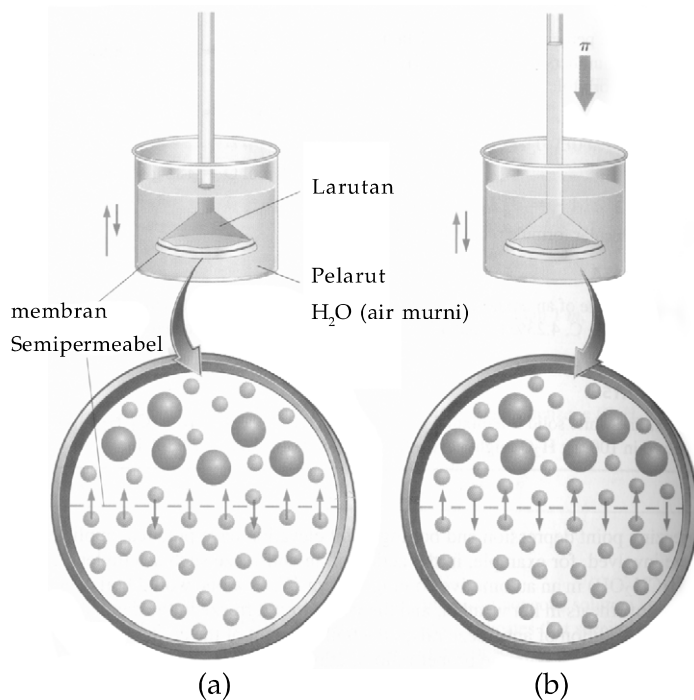 π
Larutan
Pelarut
H₂O (air murni)
membran
Semipermeabel
(a)
(b)